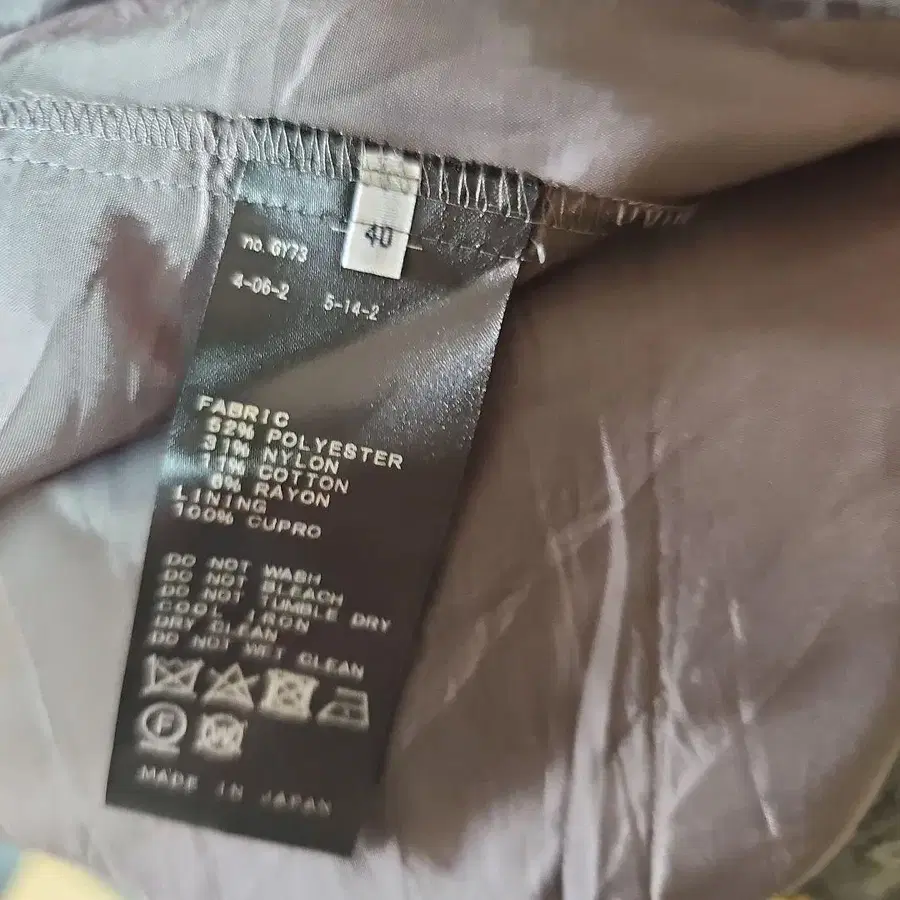 40
no. GY73
4-06-2 5-14-2
FABRIC
52% POLYESTER
31% NYLON
11% COTTON
6% RAYON
LINING
100% CUPRO
DO NOT WASH
DO NOT BLEACH
DO NOT TUMBLE DRY
COOL IRON
DRY CLEAN
DO NOT WET CLEAN
F
W
MADE IN JAPAN